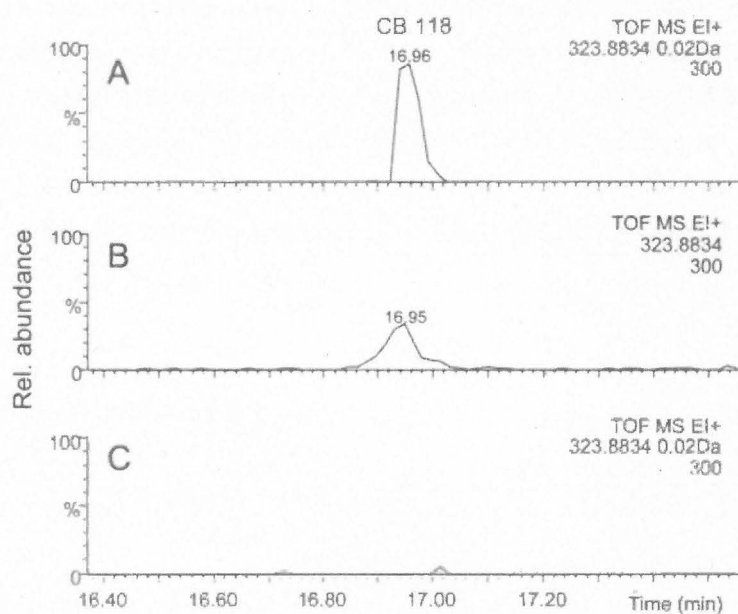 CB 118
TOF MS EI+
323.8834 0.02Da
300
100
A
16.96
%
0
TOF MS EI+
323.8834
300
100
B
16.95
%
0
Rel. abundance
TOF MS EI+
323.8834 0.02Da
300
100
C
%
0
16.40 16.60 16.80 17.00 17.20 Time (min)